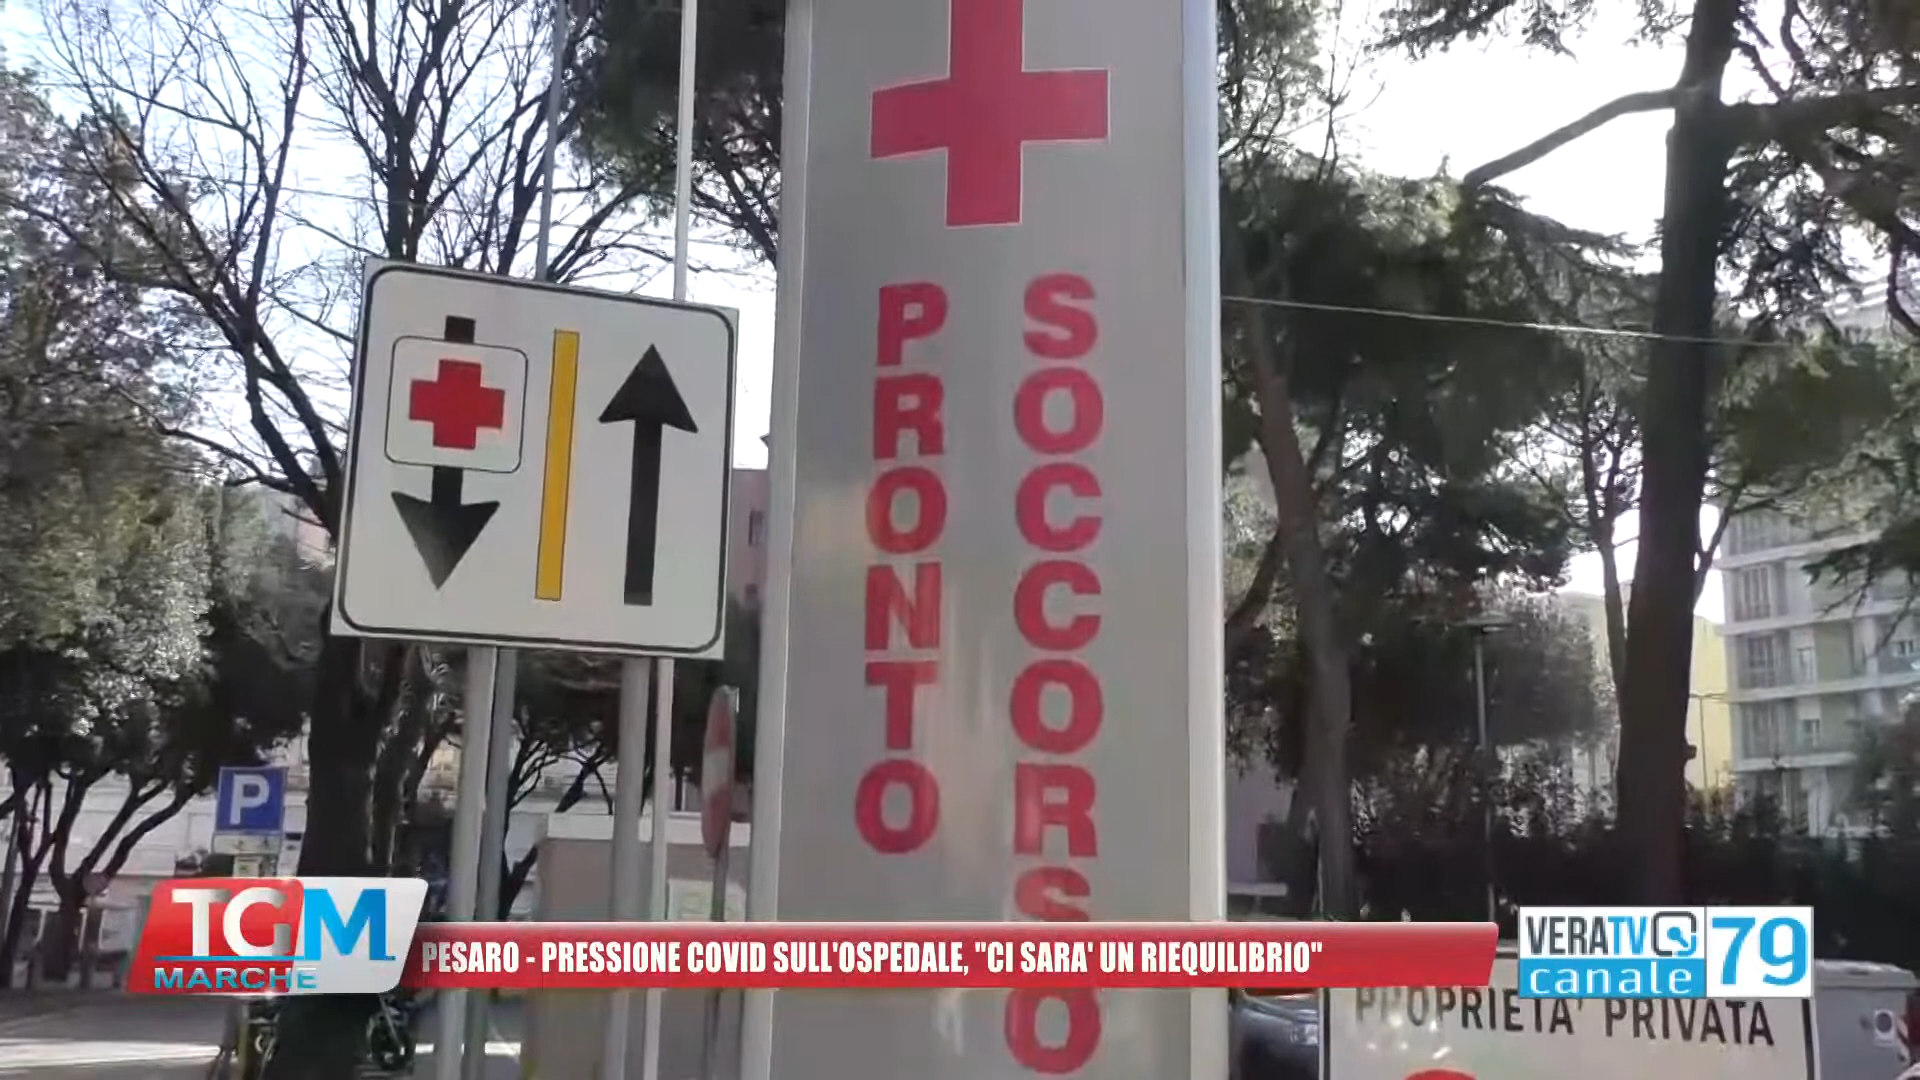 PRONTO
SOCCORSO
P
TGM
MARCHE
PESARO - PRESSIONE COVID SULL'OSPEDALE, "CI SARA' UN RIEQUILIBRIO"
VERATV
canale
79
PROPRIETA' PRIVATA